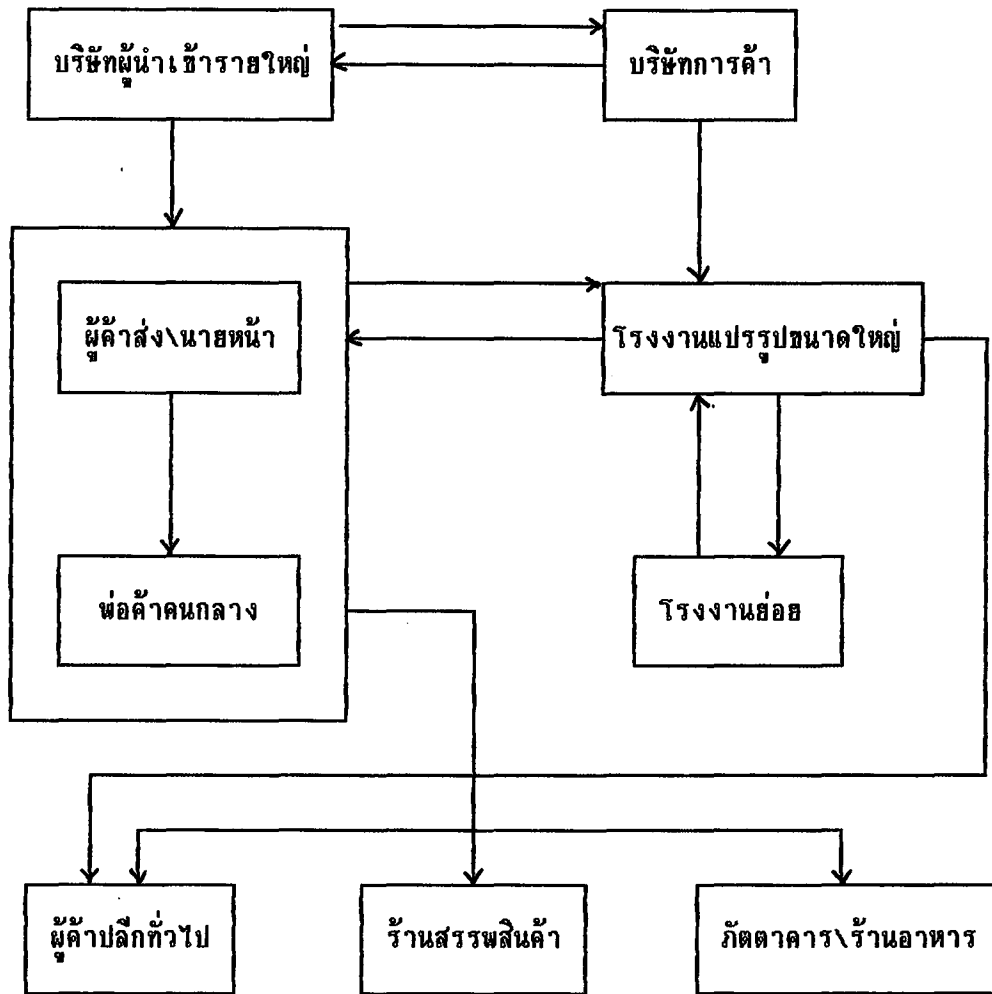 บริษัทผู้นำเข้ารายใหญ่
บริษัทการค้า
ผู้ค้าส่ง\นายหน้า
โรงงานแปรรูปขนาดใหญ่
พ่อค้าคนกลาง
โรงงานย่อย
ผู้ค้าปลีกทั่วไป
ร้านสรรพสินค้า
ภัตตาคาร\ร้านอาหาร